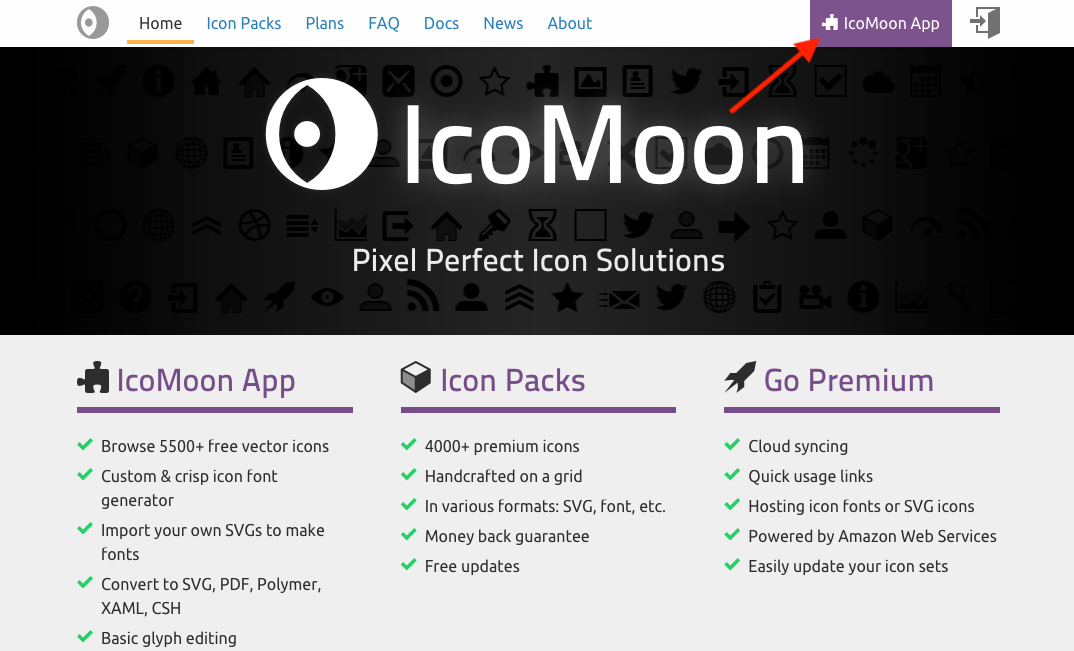 Home Icon Packs Plans FAQ Docs News About IcoMoon App
IcoMoon
Pixel Perfect Icon Solutions
IcoMoon App
Browse 5500+ free vector icons
Custom & crisp icon font
generator
Import your own SVGs to make
fonts
Convert to SVG, PDF, Polymer,
XAML, CSH
Basic glyph editing
Icon Packs
4000+ premium icons
Handcrafted on a grid
In various formats: SVG, font, etc.
Money back guarantee
Free updates
Go Premium
Cloud syncing
Quick usage links
Hosting icon fonts or SVG icons
Powered by Amazon Web Services
Easily update your icon sets